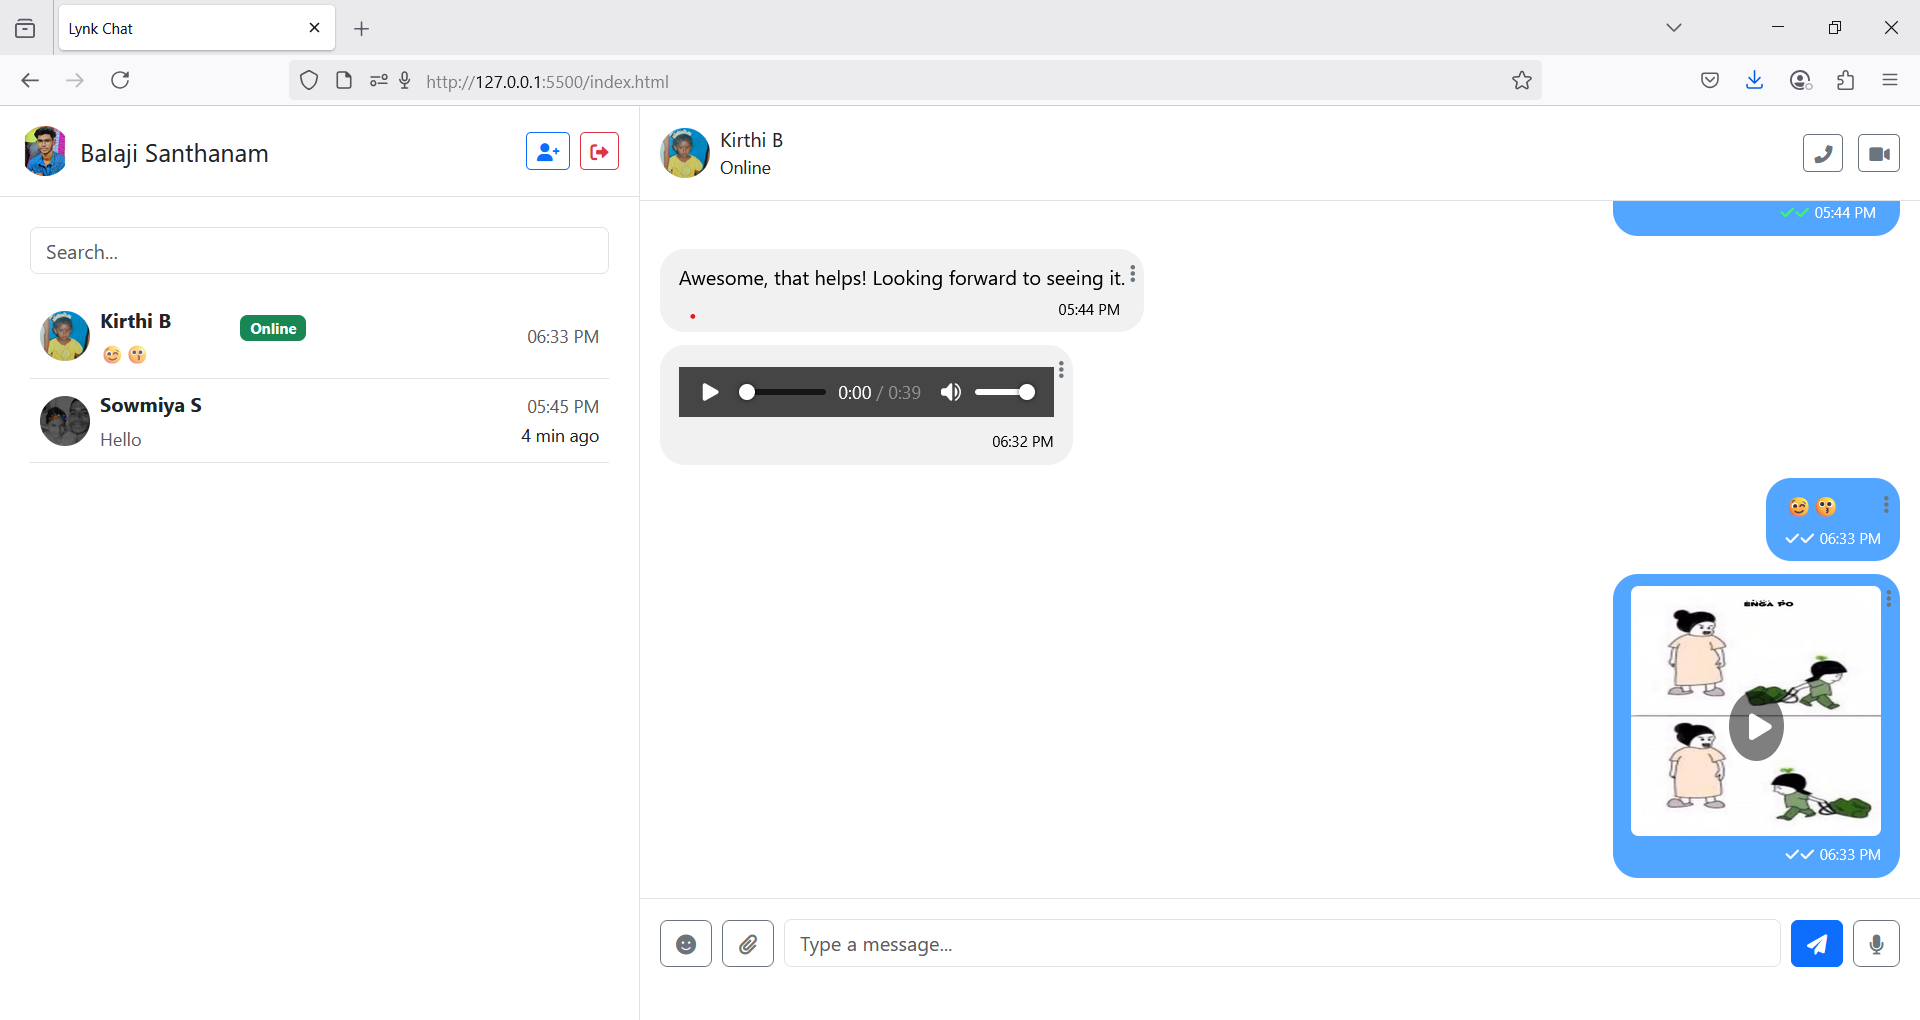 Lynk Chat
http://127.0.0.1:5500/index.html
Balaji Santhanam
Search...
Kirthi B
Online
06:33 PM
😉 😗
Sowmiya S
05:45 PM
Hello
4 min ago
Kirthi B
Online
05:44 PM
Awesome, that helps! Looking forward to seeing it.
05:44 PM
0:00 / 0:39
06:32 PM
😉 😗
06:33 PM
ENGA PO
06:33 PM
Type a message...